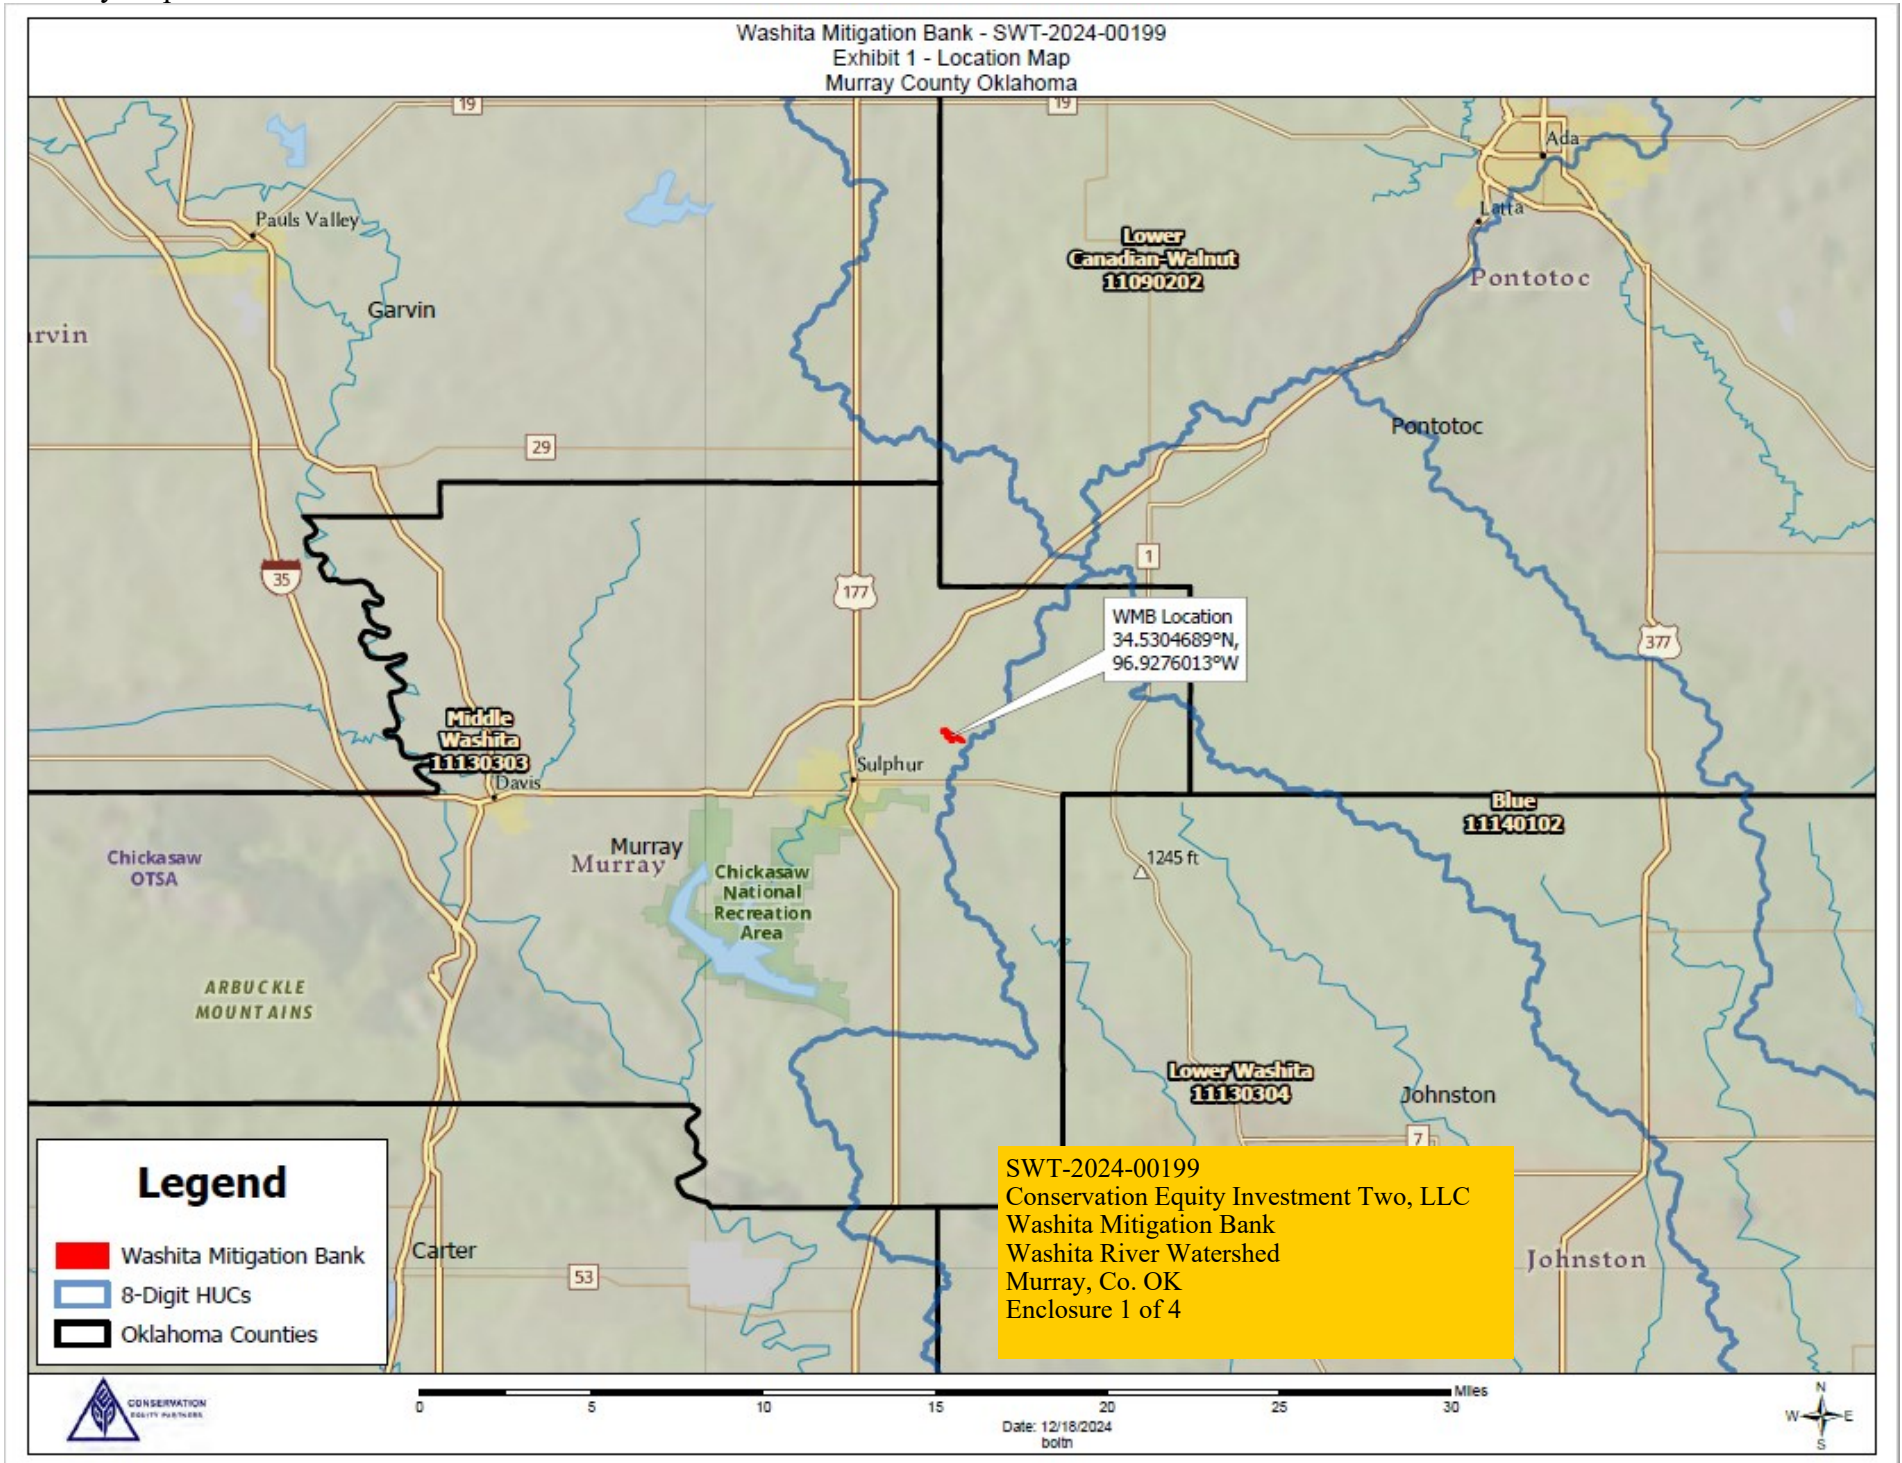 Washita Mitigation Bank - SWT-2024-00199
Exhibit 1 - Location Map
Murray County Oklahoma
19
19
Ada
Pauls Valley
Latta
Lower
Canadian-Walnut
11090202
Pontotoc
Garvin
arvin
Pontotoc
29
1
35
177
WMB Location
34.5304689°N,
96.9276013°W
377
Middle
Washita
11130303
Davis
Sulphur
Blue
11140102
Murray
Murray
Chickasaw
OTSA
1245 ft
Chickasaw
National
Recreation
Area
ARBUCKLE
MOUNTAINS
Lower Washita
11130304
Johnston
7
SWT-2024-00199
Conservation Equity Investment Two, LLC
Washita Mitigation Bank
Washita River Watershed
Murray, Co. OK
Enclosure 1 of 4
Johnston
Legend
Washita Mitigation Bank
8-Digit HUCs
Oklahoma Counties
Carter
53
CONSERVATION
EQUITY PARTNERS
0 5 10 15 20 25 30 Miles
Date: 12/18/2024
boltn
N
W E
S